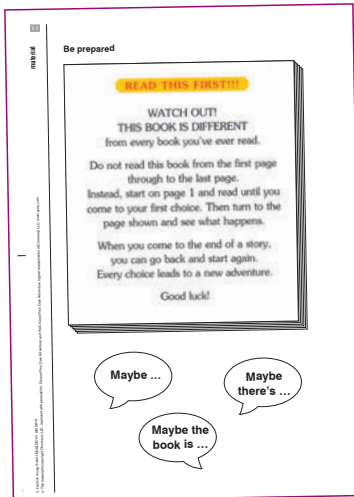 material
Be prepared
READ THIS FIRST!!!
WATCH OUT!
THIS BOOK IS DIFFERENT
from every book you've ever read.
Do not read this book from the first page
through to the last page.
Instead, start on page 1 and read until you
come to your first choice. Then turn to the
page shown and see what happens.
When you come to the end of a story,
you can go back and start again.
Every choice leads to a new adventure.
Good luck!
Maybe …
Maybe
there's …
Maybe the
book is …